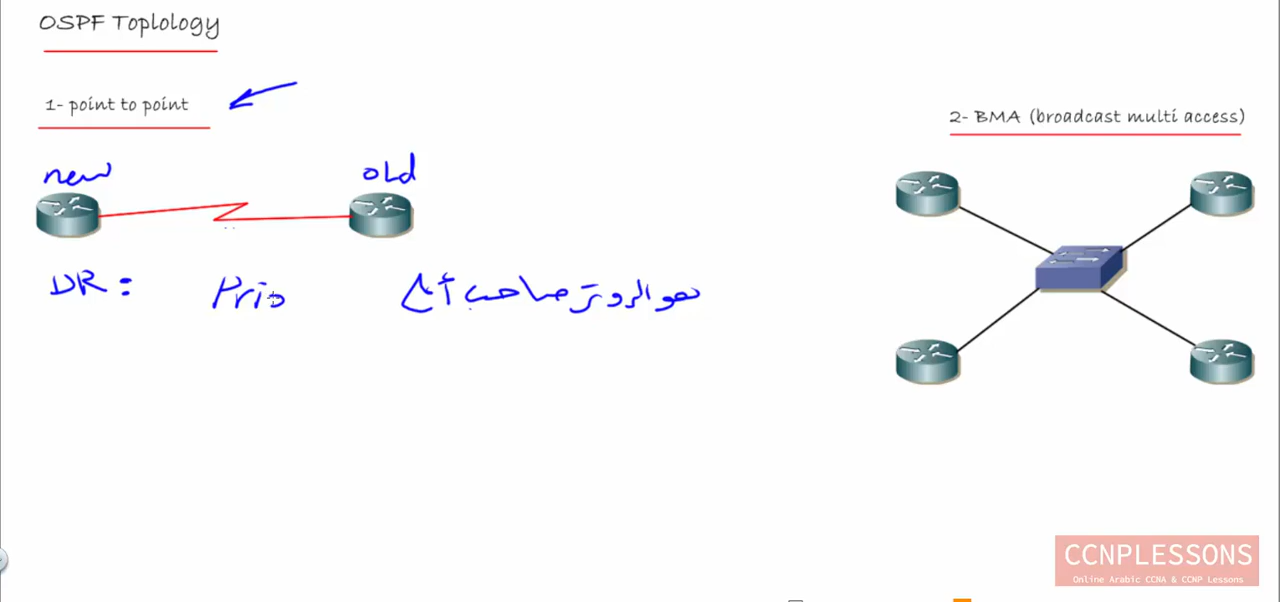 OSPF Toplology
1- point to point
2- BMA (broadcast multi access)
new
old
DR :
Prio
هو الروتر صاحب أعلى
CCNPLESSONS
Online Arabic CCNA & CCNP Lessons